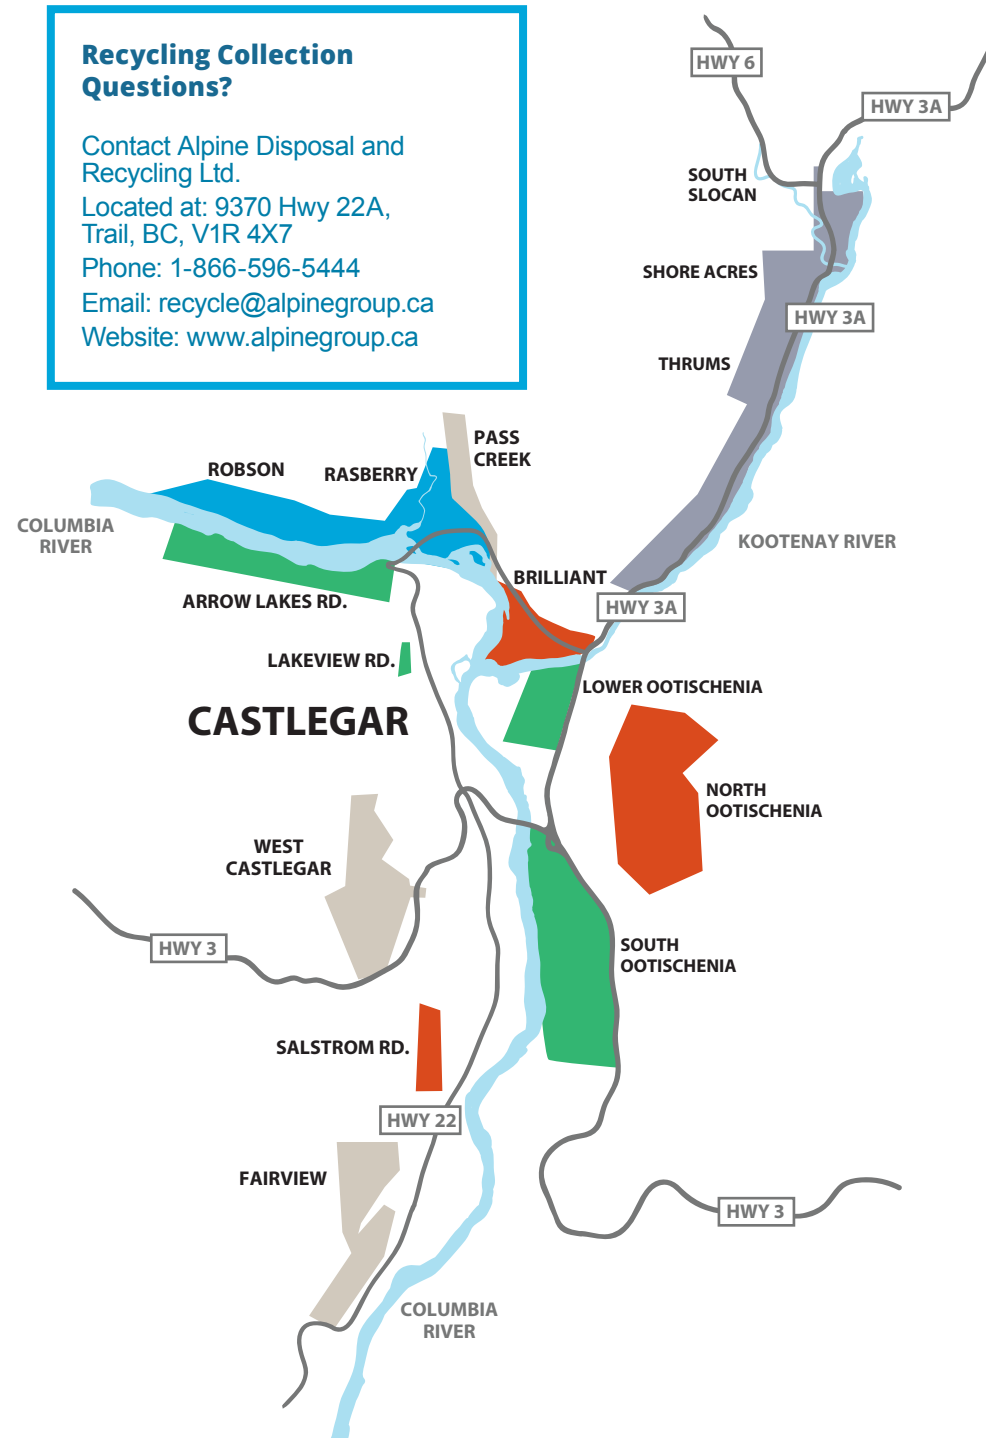 Recycling Collection
Questions?
Contact Alpine Disposal and
Recycling Ltd.
Located at: 9370 Hwy 22A,
Trail, BC, V1R 4X7
Phone: 1-866-596-5444
Email: recycle@alpinegroup.ca
Website: www.alpinegroup.ca
HWY 6
HWY 3A
SOUTH
SLOCAN
SHORE ACRES
HWY 3A
THRUMS
PASS
CREEK
ROBSON
RASBERRY
COLUMBIA
RIVER
KOOTENAY RIVER
BRILLIANT
ARROW LAKES RD.
HWY 3A
LAKEVIEW RD.
LOWER OOTISCHENIA
CASTLEGAR
NORTH
OOTISCHENIA
WEST
CASTLEGAR
HWY 3
SOUTH
OOTISCHENIA
SALSTROM RD.
HWY 22
FAIRVIEW
HWY 3
COLUMBIA
RIVER